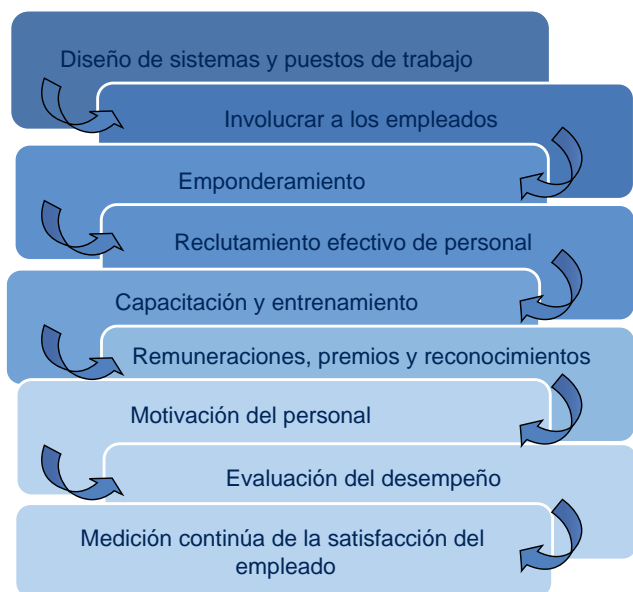 Diseño de sistemas y puestos de trabajo
Involucrar a los empleados
Emponderamiento
Reclutamiento efectivo de personal
Capacitación y entrenamiento
Remuneraciones, premios y reconocimientos
Motivación del personal
Evaluación del desempeño
Medición continúa de la satisfacción del
empleado